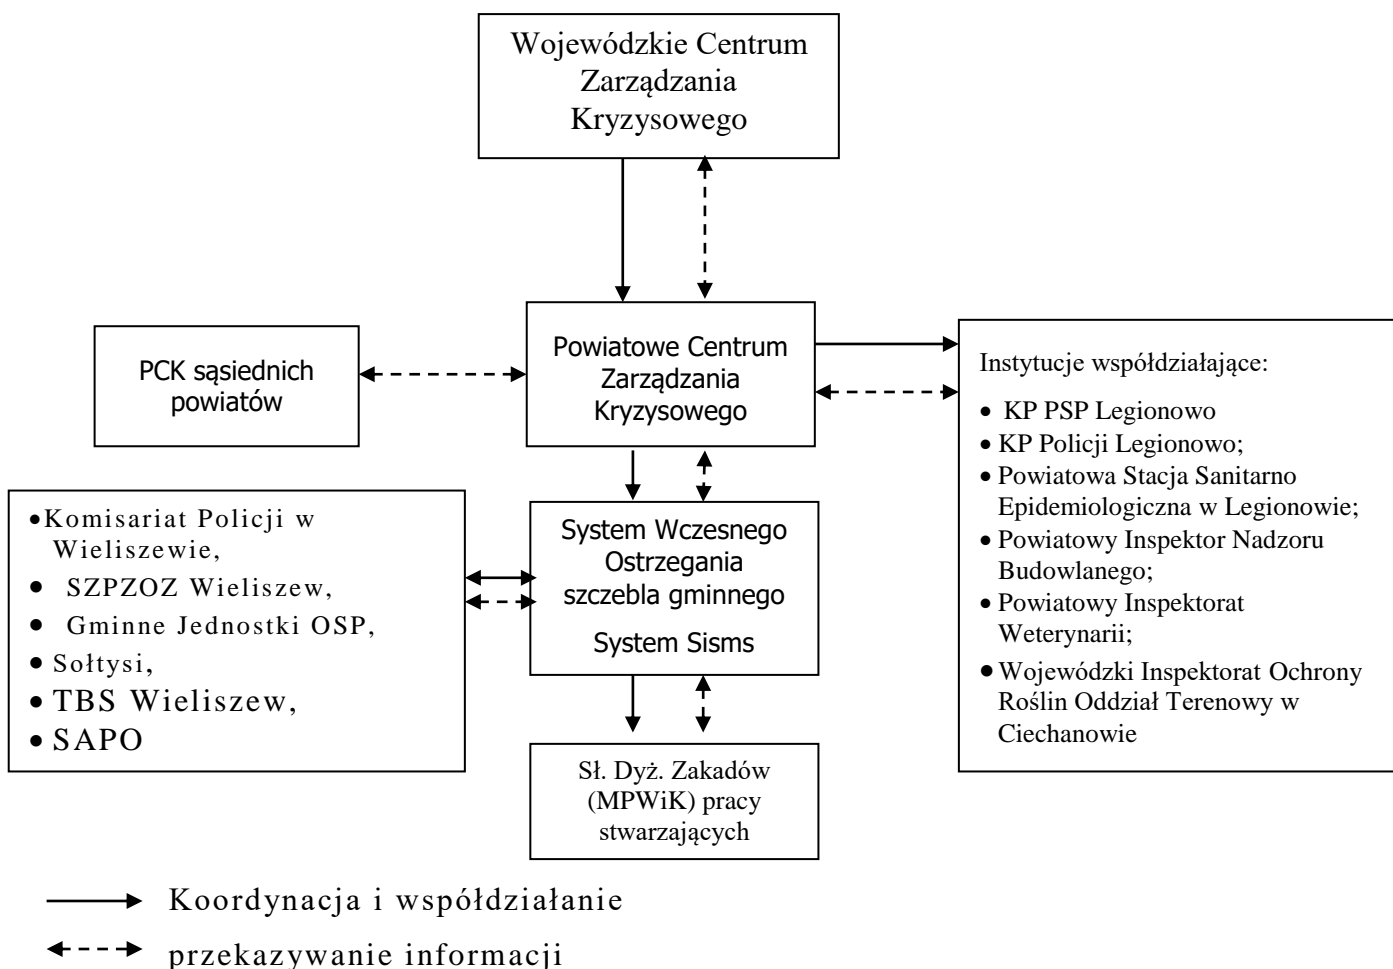 Wojewódzkie Centrum
Zarządzania
Kryzysowego
PCK sąsiednich
powiatów
Powiatowe Centrum
Zarządzania
Kryzysowego
Instytucje współdziałające:
• KP PSP Legionowo
• KP Policji Legionowo;
• Powiatowa Stacja Sanitarno
Epidemiologiczna w Legionowie;
• Powiatowy Inspektor Nadzoru
Budowlanego;
• Powiatowy Inspektorat
Weterynarii;
• Wojewódzki Inspektorat Ochrony
Roślin Oddział Terenowy w
Ciechanowie
• Komisariat Policji w
Wieliszewie,
• SZPZOZ Wieliszew,
• Gminne Jednostki OSP,
• Sołtysi,
• TBS Wieliszew,
• SAPO
System Wczesnego
Ostrzegania
szczebla gminnego
System Sisms
Sł. Dyż. Zakadów
(MPWiK) pracy
stwarzających
Koordynacja i współdziałanie
przekazywanie informacji